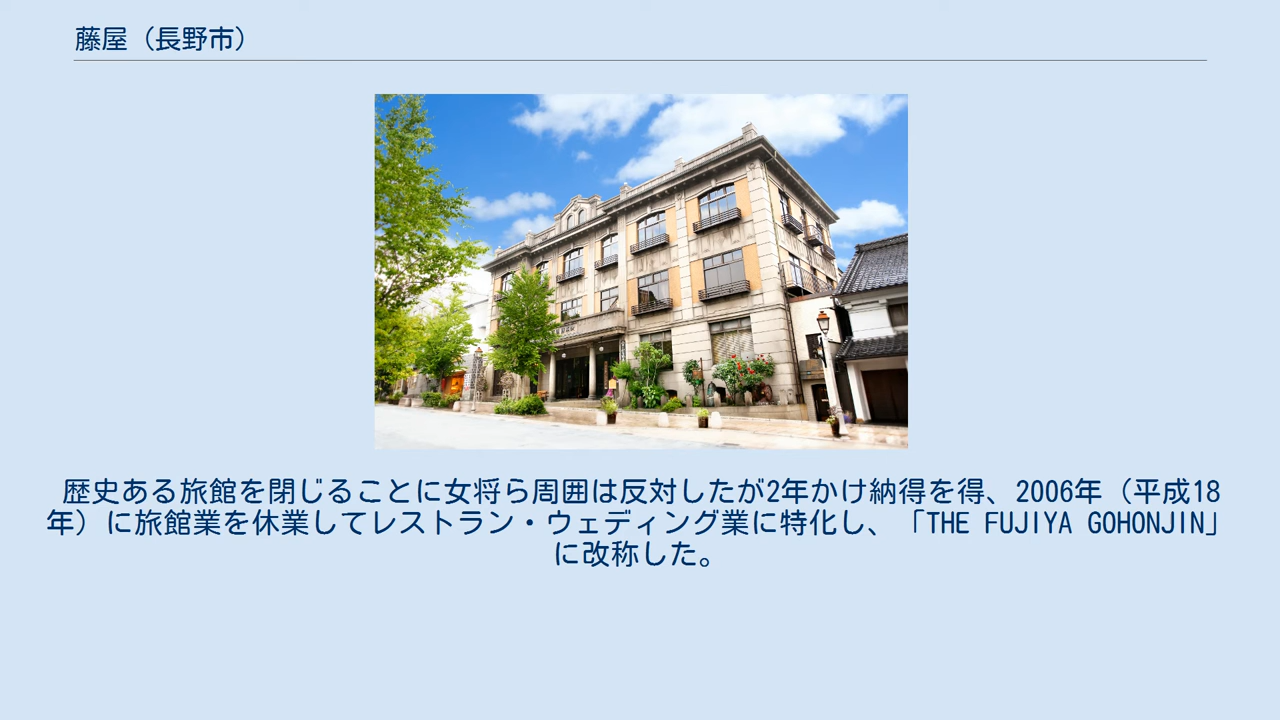 藤屋（長野市）
歴史ある旅館を閉じることに女将ら周囲は反対したが2年かけ納得を得、2006年（平成18
年）に旅館業を休業してレストラン・ウェディング業に特化し、「THE FUJIYA GOHONJIN」
に改称した。